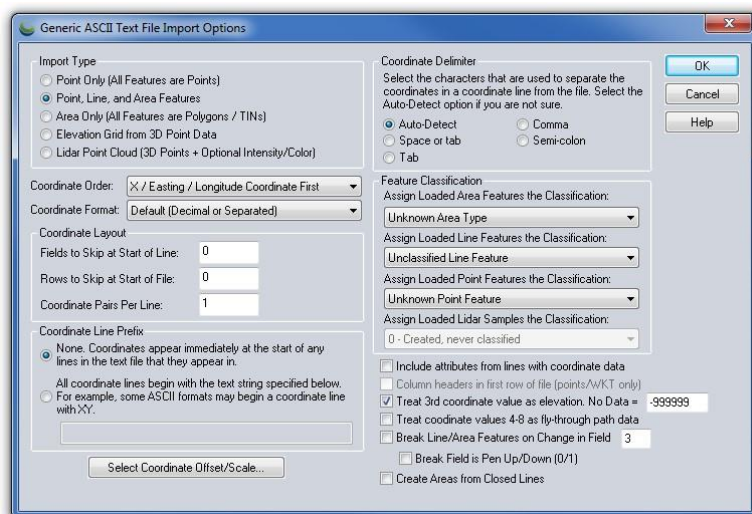 Generic ASCII Text File Import Options
Import Type
Point Only (All Features are Points)
Point, Line, and Area Features
Area Only (All Features are Polygons / TINs)
Elevation Grid from 3D Point Data
Lidar Point Cloud (3D Points + Optional Intensity/Color)
Coordinate Order: X / Easting / Longitude Coordinate First
Coordinate Format: Default (Decimal or Separated)
Coordinate Layout
Fields to Skip at Start of Line: 0
Rows to Skip at Start of File: 0
Coordinate Pairs Per Line: 1
Coordinate Line Prefix
None. Coordinates appear immediately at the start of any
lines in the text file that they appear in.
All coordinate lines begin with the text string specified below.
For example, some ASCII formats may begin a coordinate line
with XY.
Select Coordinate Offset/Scale...
Coordinate Delimiter
Select the characters that are used to separate the
coordinates in a coordinate line from the file. Select the
Auto-Detect option if you are not sure.
Auto-Detect Comma
Space or tab Semi-colon
Tab
Feature Classification
Assign Loaded Area Features the Classification:
Unknown Area Type
Assign Loaded Line Features the Classification:
Unclassified Line Feature
Assign Loaded Point Features the Classification:
Unknown Point Feature
Assign Loaded Lidar Samples the Classification:
0 - Created, never classified
Include attributes from lines with coordinate data
Column headers in first row of file (points/WKT only)
Treat 3rd coordinate value as elevation. No Data = -999999
Treat coodinate values 4-8 as fly-through path data
Break Line/Area Features on Change in Field 3
Break Field is Pen Up/Down (0/1)
Create Areas from Closed Lines
OK
Cancel
Help